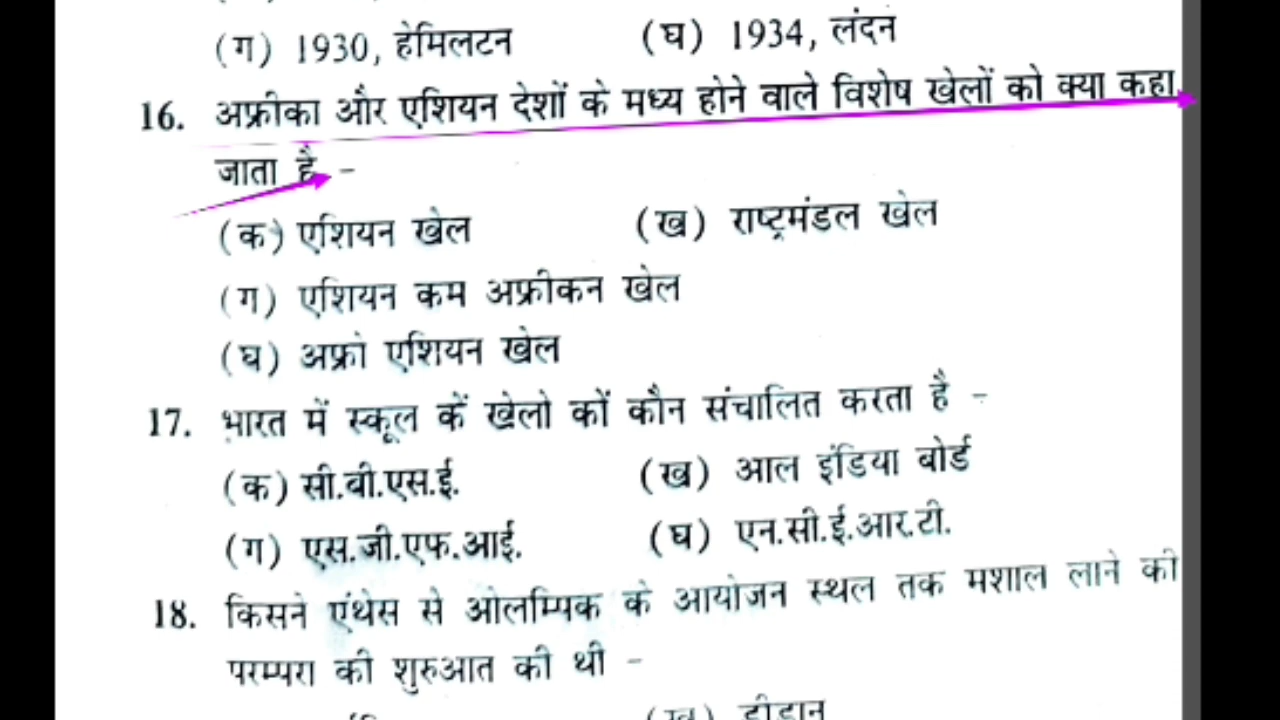 (ग) 1930, हेमिलटन (घ) 1934, लंदन
16. अफ्रीका और एशियन देशों के मध्य होने वाले विशेष खेलों को क्या कहा
जाता है -
(क) एशियन खेल (ख) राष्ट्रमंडल खेल
(ग) एशियन कम अफ्रीकन खेल
(घ) अफ्रो एशियन खेल
17. भारत में स्कूल कें खेलो कों कौन संचालित करता है -
(क) सी.बी.एस.ई. (ख) आल इंडिया बोर्ड
(ग) एस.जी.एफ.आई. (घ) एन.सी.ई.आर.टी.
18. किसने एंथेस से ओलम्पिक के आयोजन स्थल तक मशाल लाने की
परम्परा की शुरुआत की थी -
(ख)